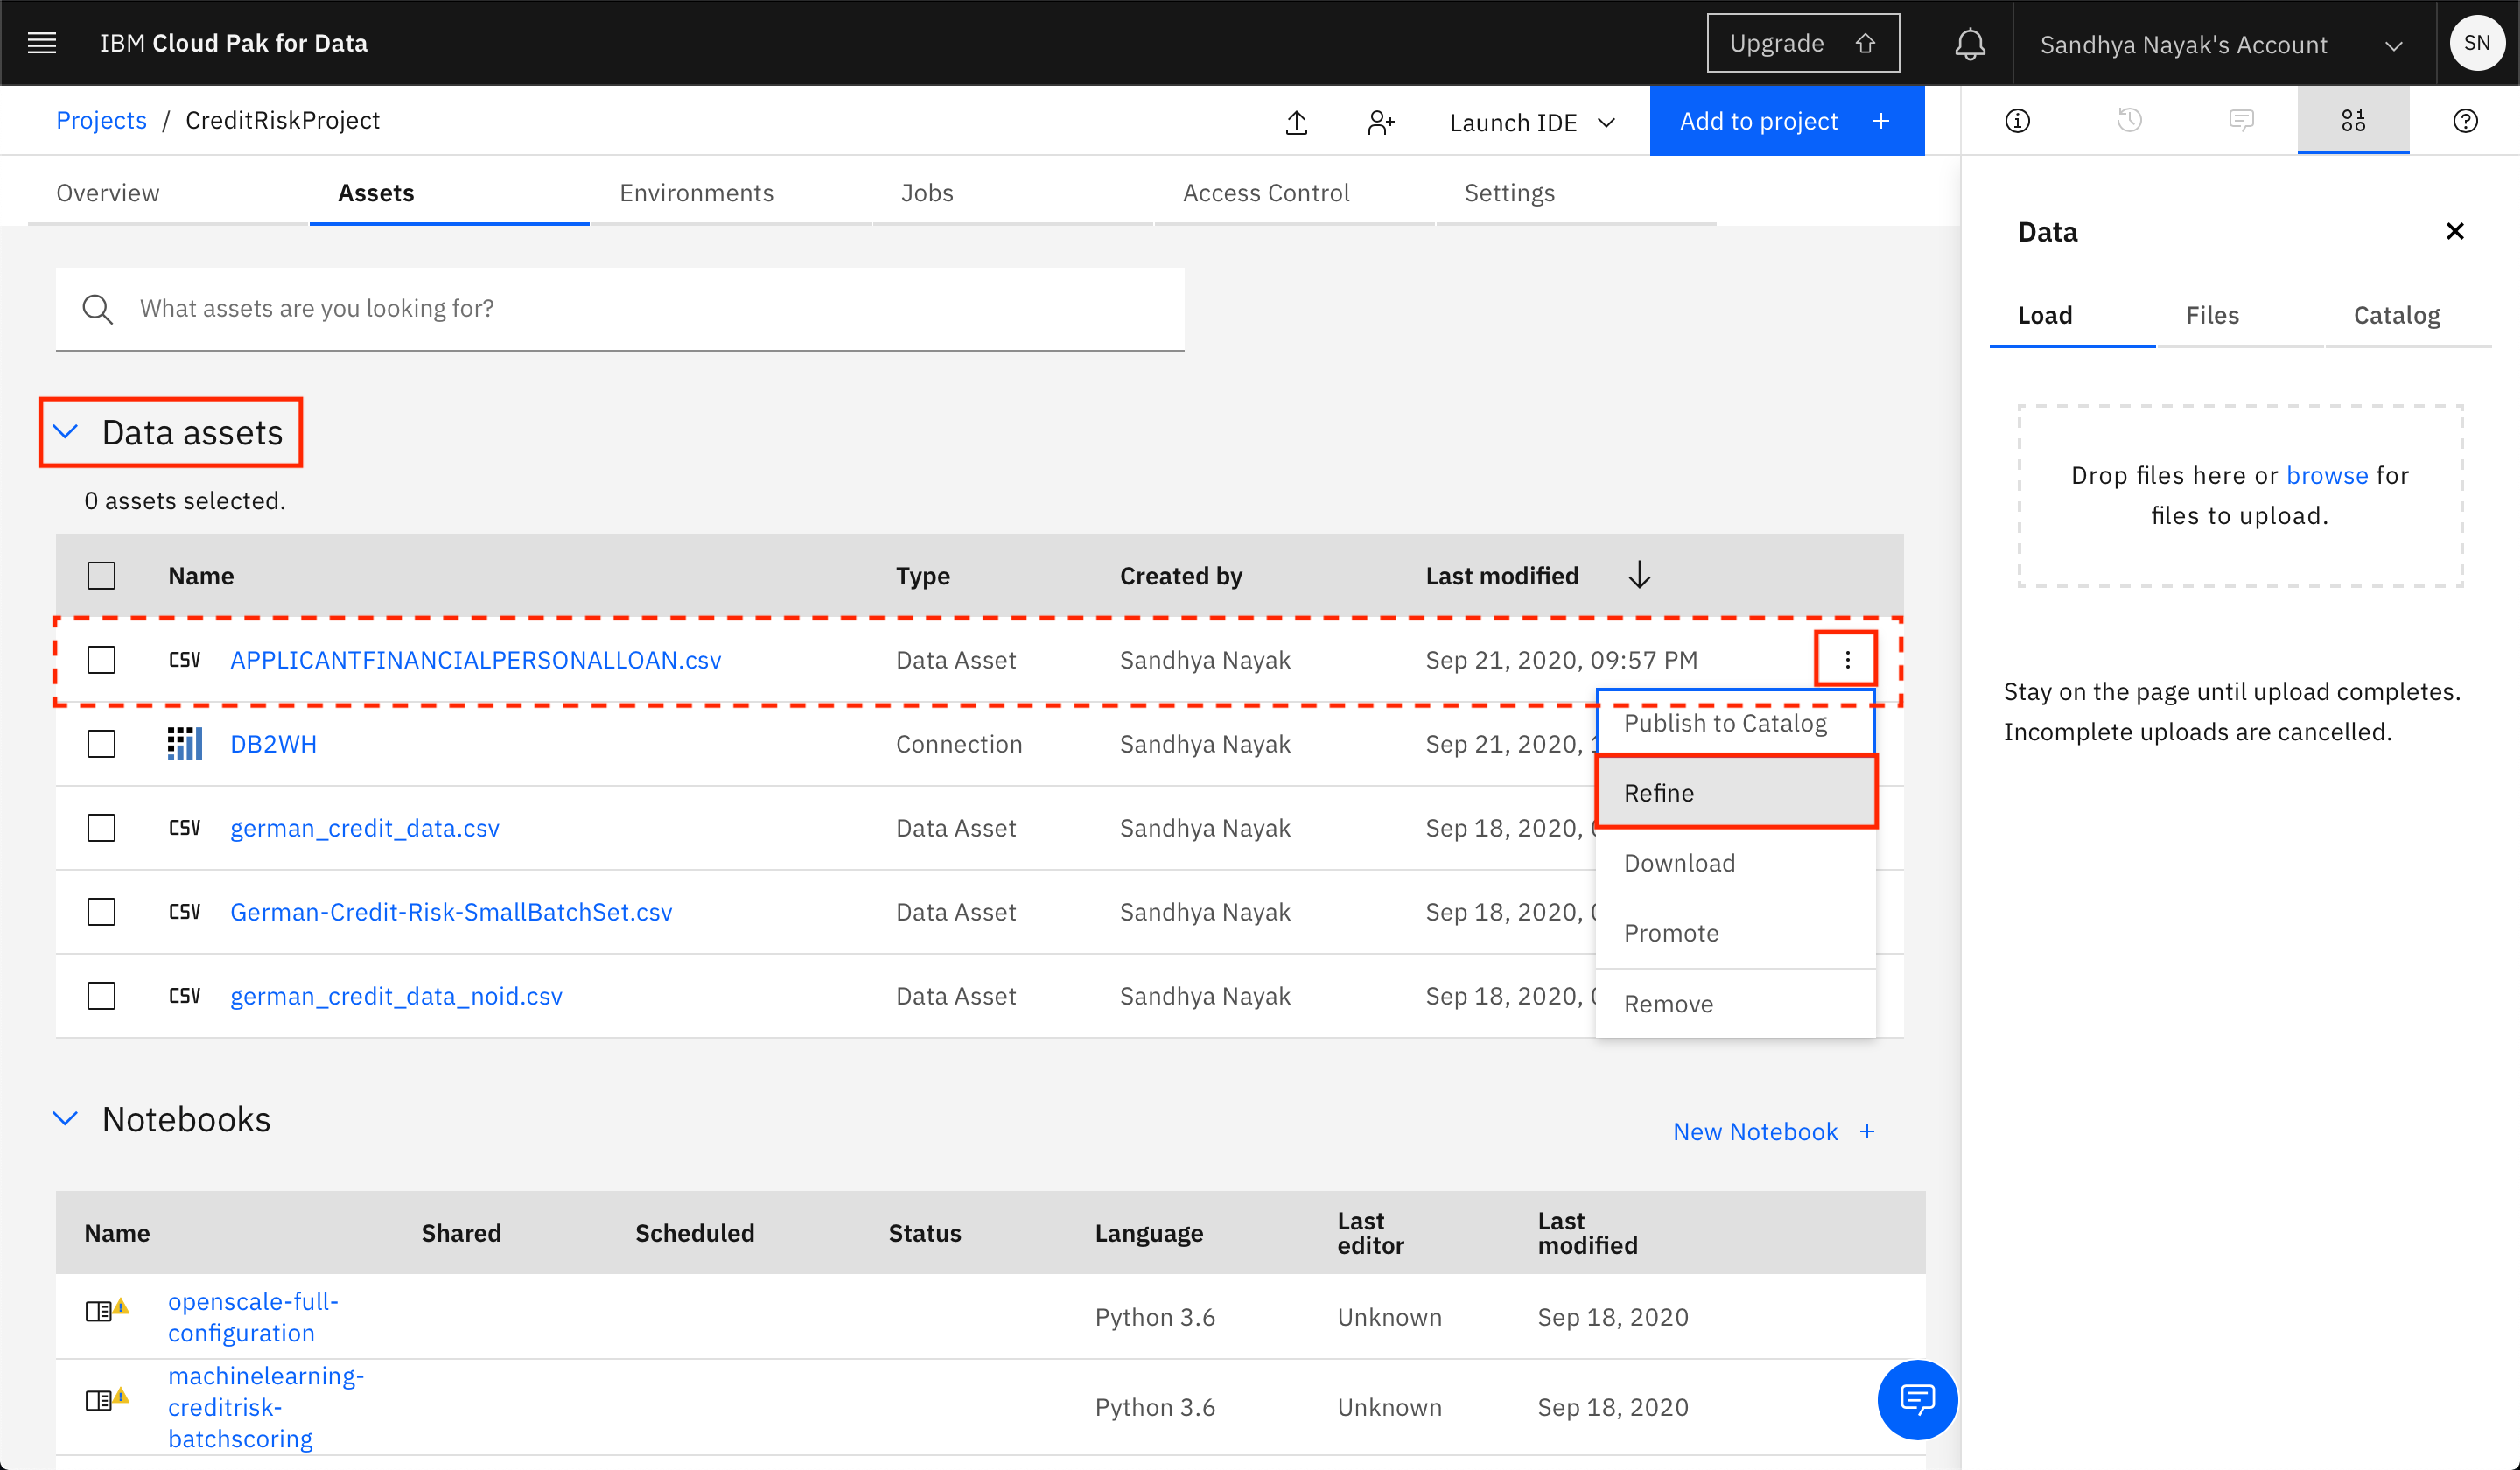 IBM Cloud Pak for Data
Upgrade
Sandhya Nayak's Account
SN
Projects / CreditRiskProject
Launch IDE
Add to project +
Overview
Assets
Environments
Jobs
Access Control
Settings
What assets are you looking for?
Data assets
0 assets selected.
Name Type Created by Last modified
CSV APPLICANTFINANCIALPERSONALLOAN.csv Data Asset Sandhya Nayak Sep 21, 2020, 09:57 PM
DB2WH Connection Sandhya Nayak Sep 21, 2020,
CSV german_credit_data.csv Data Asset Sandhya Nayak Sep 18, 2020,
CSV German-Credit-Risk-SmallBatchSet.csv Data Asset Sandhya Nayak Sep 18, 2020,
CSV german_credit_data_noid.csv Data Asset Sandhya Nayak Sep 18, 2020,
Publish to Catalog
Refine
Download
Promote
Remove
Notebooks
New Notebook +
Name Shared Scheduled Status Language Last editor Last modified
openscale-full-
configuration
Python 3.6 Unknown Sep 18, 2020
machinelearning-
creditrisk-
batchscoring
Python 3.6 Unknown Sep 18, 2020
Data
Load
Files
Catalog
Drop files here or browse for
files to upload.
Stay on the page until upload completes.
Incomplete uploads are cancelled.